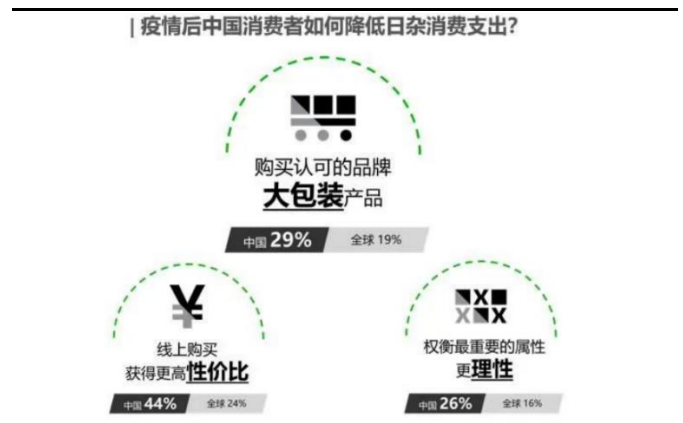 | 疫情后中国消费者如何降低日杂消费支出?
购买认可的品牌
大包装产品
中国 29% 全球 19%
¥
线上购买
获得更高性价比
中国 44% 全球 24%
权衡最重要的属性
更理性
中国 26% 全球 16%